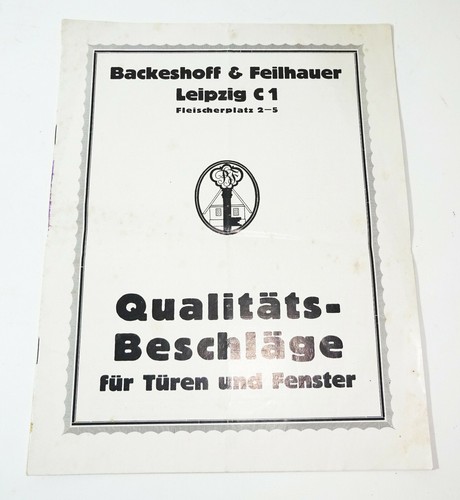 Backeshoff & Feilhauer
Leipzig C 1
Fleischerplatz 2–5
Qualitäts-
Beschläge
für Türen und Fenster